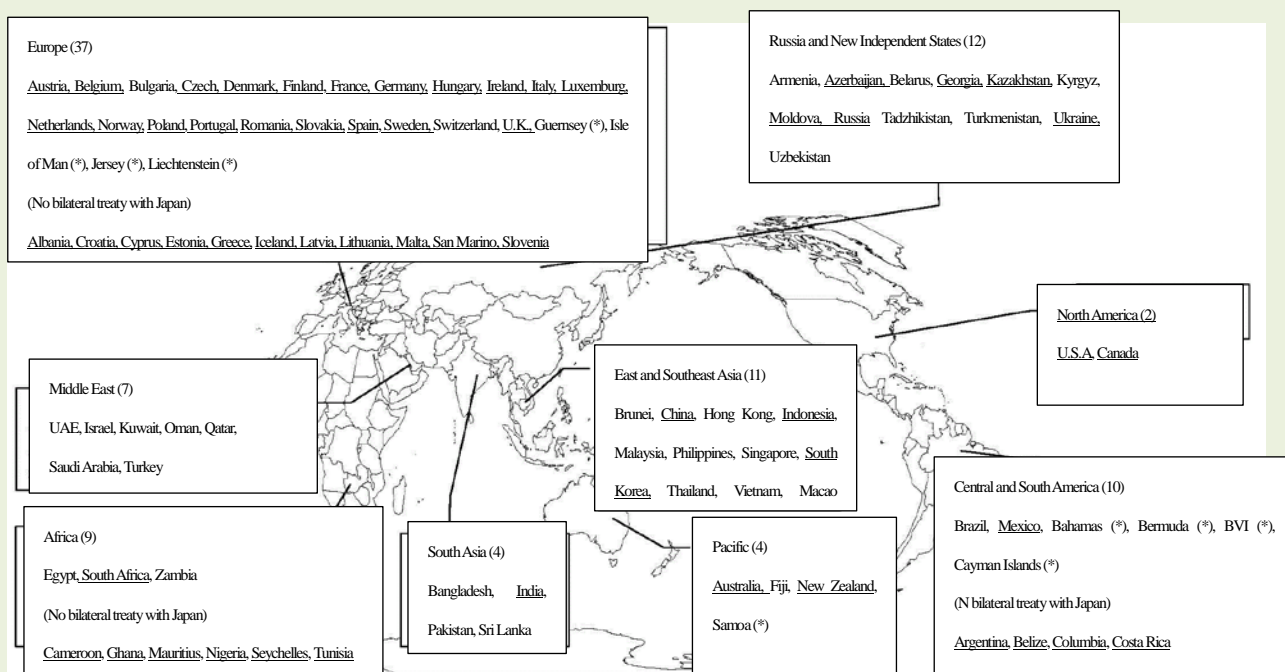 Europe (37)
Austria, Belgium, Bulgaria, Czech, Denmark, Finland, France, Germany, Hungary, Ireland, Italy, Luxemburg,
Netherlands, Norway, Poland, Portugal, Romania, Slovakia, Spain, Sweden, Switzerland, U.K., Guernsey (*), Isle
of Man (*), Jersey (*), Liechtenstein (*)
(No bilateral treaty with Japan)
Albania, Croatia, Cyprus, Estonia, Greece, Iceland, Latvia, Lithuania, Malta, San Marino, Slovenia
Russia and New Independent States (12)
Armenia, Azerbaijan, Belarus, Georgia, Kazakhstan, Kyrgyz,
Moldova, Russia Tadzhikistan, Turkmenistan, Ukraine,
Uzbekistan
North America (2)
U.S.A, Canada
Middle East (7)
UAE, Israel, Kuwait, Oman, Qatar,
Saudi Arabia, Turkey
East and Southeast Asia (11)
Brunei, China, Hong Kong, Indonesia,
Malaysia, Philippines, Singapore, South
Korea, Thailand, Vietnam, Macao
Central and South America (10)
Brazil, Mexico, Bahamas (*), Bermuda (*), BVI (*),
Cayman Islands (*)
(N bilateral treaty with Japan)
Argentina, Belize, Columbia, Costa Rica
Africa (9)
Egypt, South Africa, Zambia
(No bilateral treaty with Japan)
Cameroon, Ghana, Mauritius, Nigeria, Seychelles, Tunisia
South Asia (4)
Bangladesh, India,
Pakistan, Sri Lanka
Pacific (4)
Australia, Fiji, New Zealand,
Samoa (*)